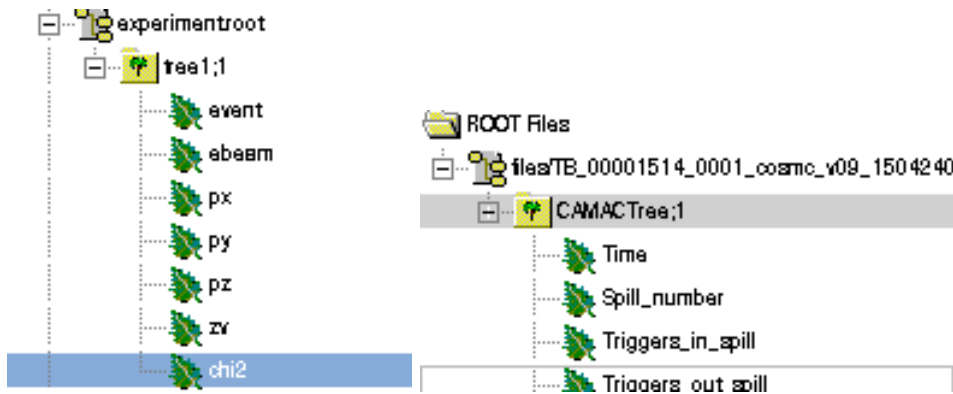 experimentroot
tree1;1
event
ebeam
px
py
pz
zv
chi2
ROOT Files
files/TB_00001514_0001_cosmc_v09_1504240
CAMACTree;1
Time
Spill_number
Triggers_in_spill
Triggers_out_spill